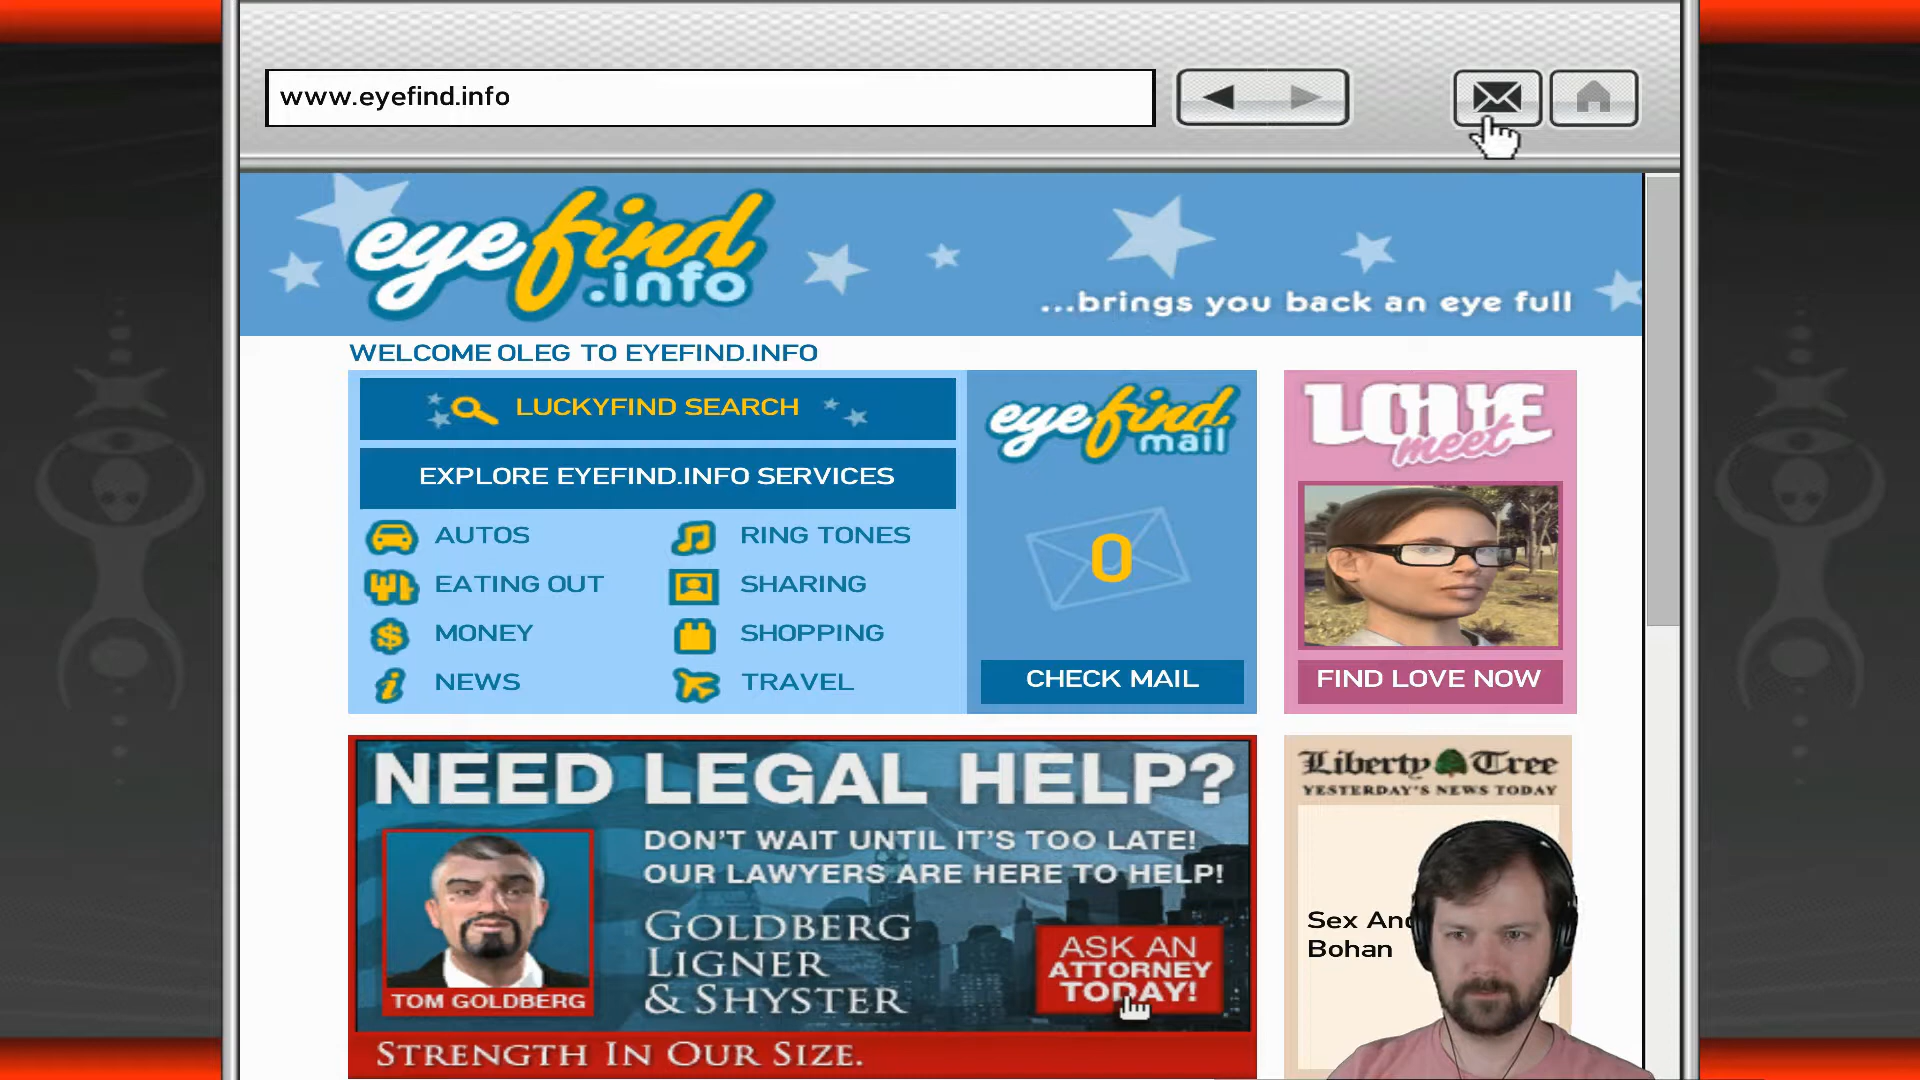 www.eyefind.info
eyefind
.info
...brings you back an eye full
WELCOME OLEG TO EYEFIND.INFO
LUCKYFIND SEARCH
EXPLORE EYEFIND.INFO SERVICES
AUTOS
RING TONES
EATING OUT
SHARING
MONEY
SHOPPING
NEWS
TRAVEL
eyefind
mail
0
CHECK MAIL
LOVE
meet
FIND LOVE NOW
NEED LEGAL HELP?
DON'T WAIT UNTIL IT'S TOO LATE!
OUR LAWYERS ARE HERE TO HELP!
GOLDBERG
LIGNER
& SHYSTER
TOM GOLDBERG
ASK AN
ATTORNEY
TODAY!
STRENGTH IN OUR SIZE.
Liberty Tree
YESTERDAY'S NEWS TODAY
Sex
Bohan